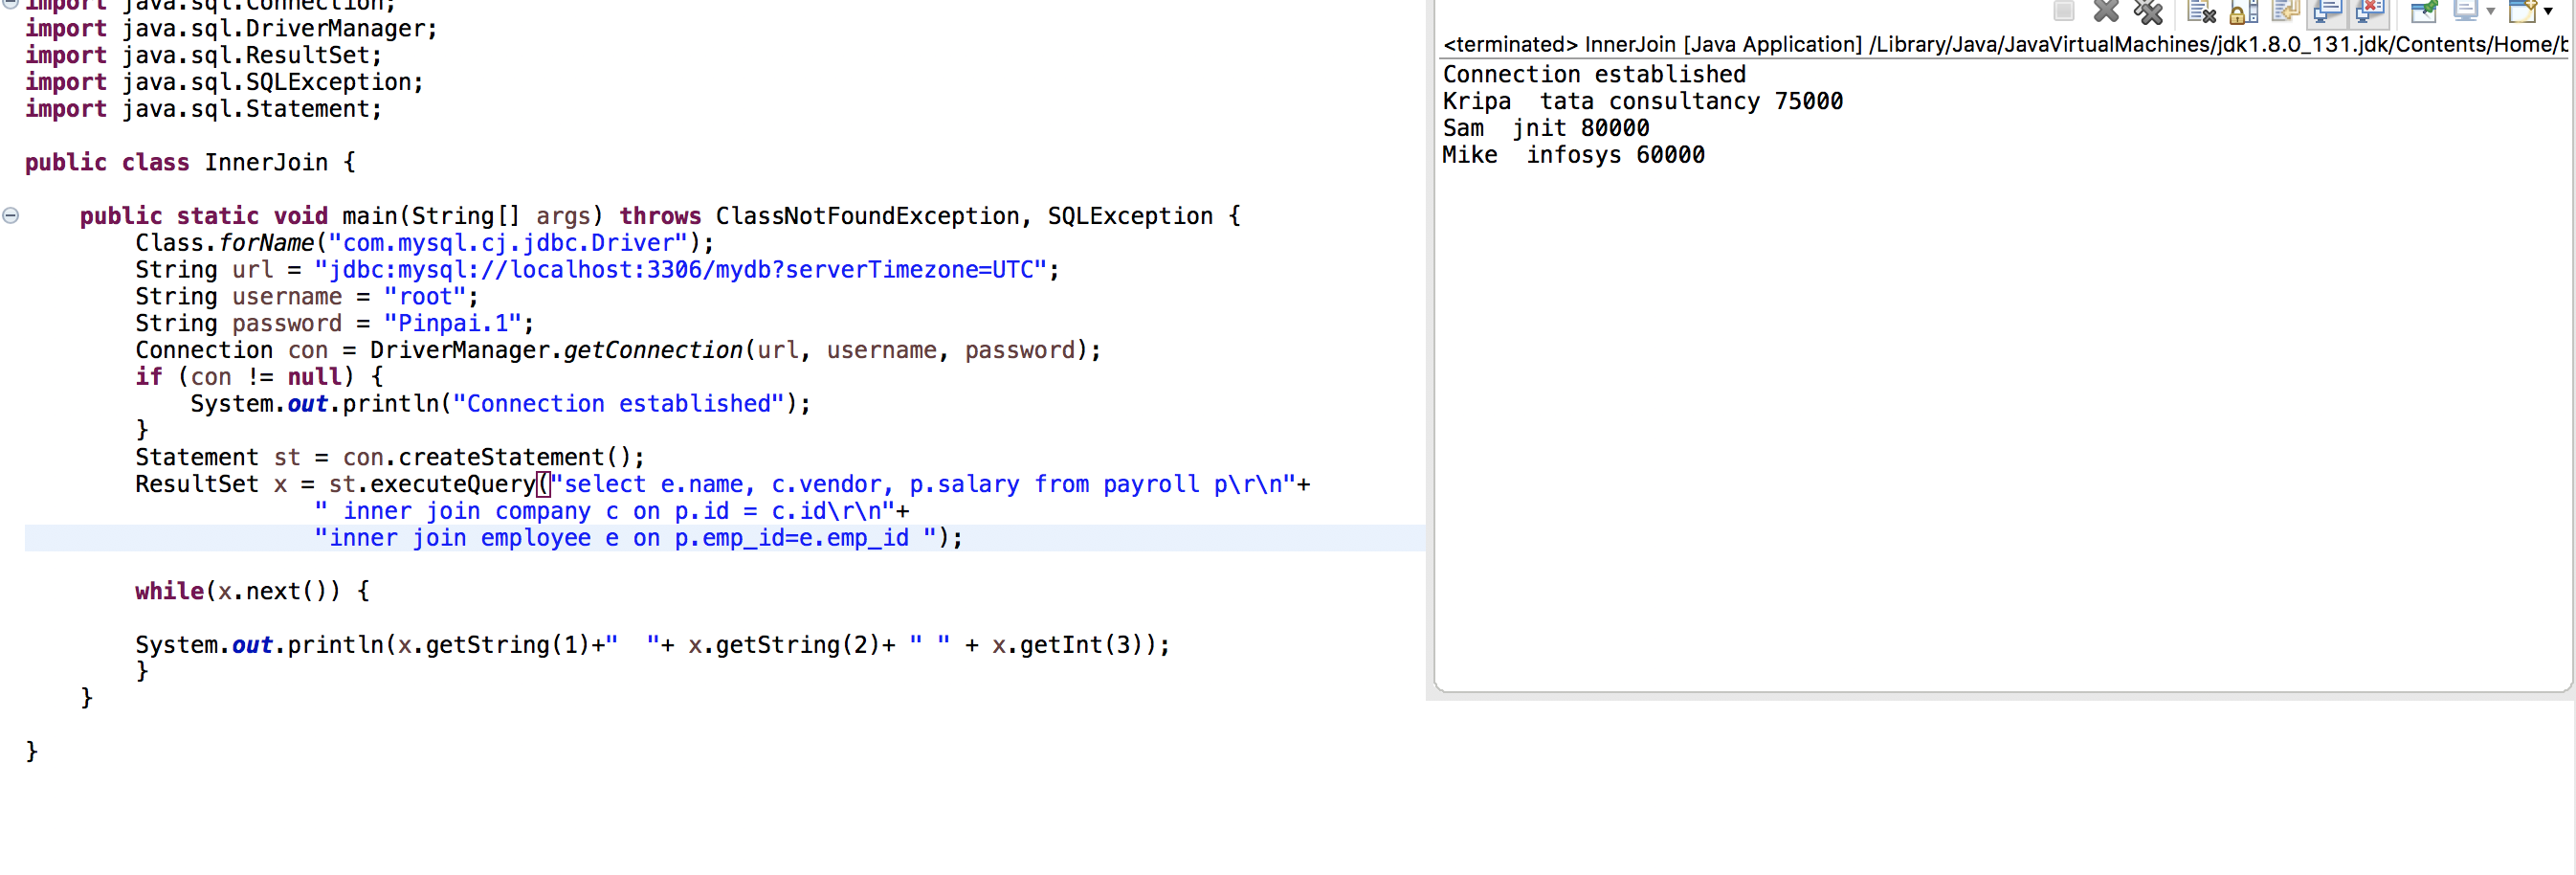 import java.sql.Connection;
import java.sql.DriverManager;
import java.sql.ResultSet;
import java.sql.SQLException;
import java.sql.Statement;
public class InnerJoin {
public static void main(String[] args) throws ClassNotFoundException, SQLException {
Class.forName("com.mysql.cj.jdbc.Driver");
String url = "jdbc:mysql://localhost:3306/mydb?serverTimezone=UTC";
String username = "root";
String password = "Pinpai.1";
Connection con = DriverManager.getConnection(url, username, password);
if (con != null) {
System.out.println("Connection established");
}
Statement st = con.createStatement();
ResultSet x = st.executeQuery("select e.name, c.vendor, p.salary from payroll p\r\n"+
" inner join company c on p.id = c.id\r\n"+
"inner join employee e on p.emp_id=e.emp_id ");
while(x.next()) {
System.out.println(x.getString(1)+"  "+ x.getString(2)+ " " + x.getInt(3));
}
}
}
<terminated> InnerJoin [Java Application] /Library/Java/JavaVirtualMachines/jdk1.8.0_131.jdk/Contents/Home/b
Connection established
Kripa  tata consultancy 75000
Sam  jnit 80000
Mike  infosys 60000